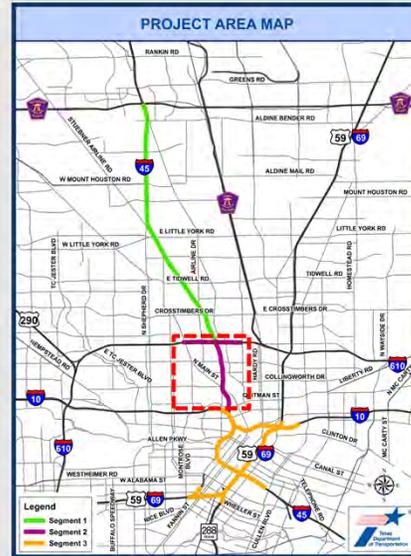 PROJECT AREA MAP
RANKIN RD
GREENS RD
ALDINE BENDER RD
STUEBNER AIRLINE RD
59
69
45
W MOUNT HOUSTON RD
ALDINE MAIL RD
MOUNT HOUSTON RD
E LITTLE YORK RD
LITTLE YORK RD
W LITTLE YORK RD
TC JESTER BLVD
AIRLINE DR
HOMESTEAD RD
E TIDWELL RD
TIDWELL RD
N SHEPHERD DR
CROSSTIMBERS DR
E CROSSTIMBERS DR
N WAYSIDE DR
290
HEMPSTEAD RD
E TC JESTER BLVD
N MAIN ST
HARDY RD
COLLINGWORTH DR
LIBERTY RD
610
QUITMAN ST
10
10
ALLEN PKWY
CLINTON DR
MC CARTY ST
610
MONTROSE BLVD
59
69
CANAL ST
WESTHEIMER RD
W ALABAMA ST
59
69
BUFFALO SPEEDWAY
FANNIN ST
WHEELER ST
CULLEN BLVD
TELEPHONE RD
45
288
Legend
Segment 1
Segment 2
Segment 3
Texas
Department
of Transportation